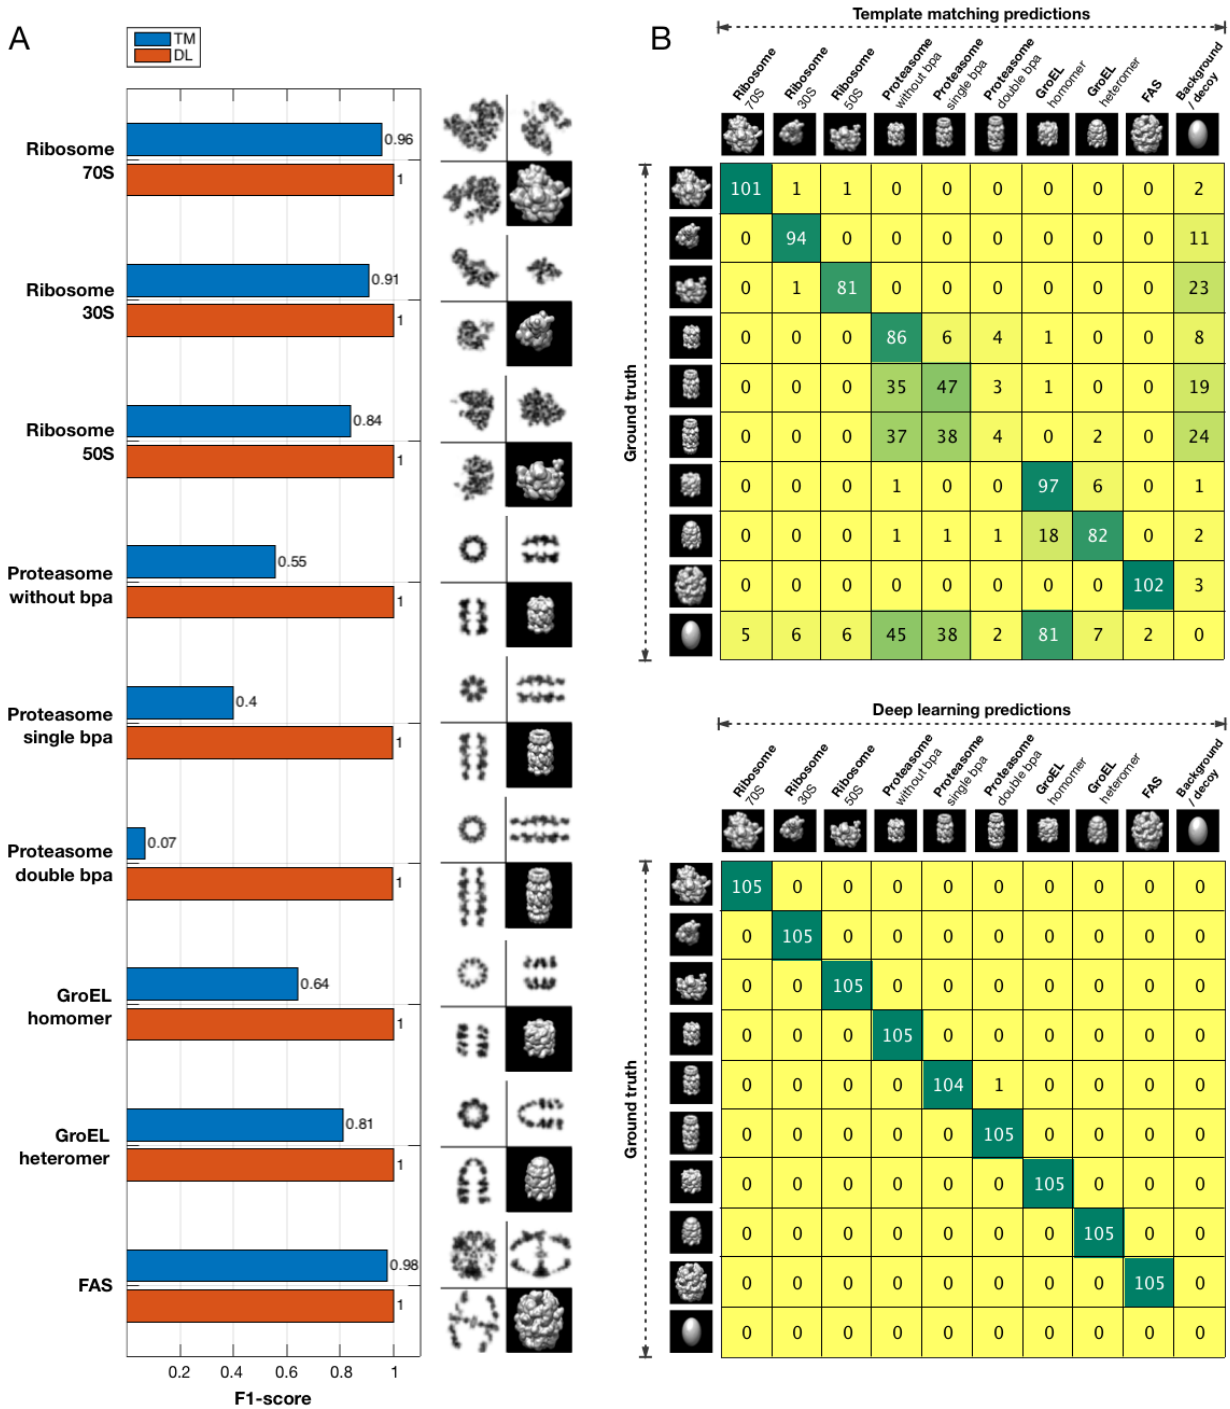 A
TM
DL
Ribosome
70S
0.96
1
Ribosome
30S
0.91
1
Ribosome
50S
0.84
1
Proteasome
without bpa
0.55
1
Proteasome
single bpa
0.4
1
Proteasome
double bpa
0.07
1
GroEL
homomer
0.64
1
GroEL
heteromer
0.81
1
FAS
0.98
1
0.2 0.4 0.6 0.8 1
F1-score
B
Template matching predictions
Ribosome
70S
Ribosome
30S
Ribosome
50S
Proteasome
without bpa
Proteasome
single bpa
Proteasome
double bpa
GroEL
homomer
GroEL
heteromer
FAS
Background
/ decoy
Ground truth
101 1 1 0 0 0 0 0 0 2
0 94 0 0 0 0 0 0 0 11
0 1 81 0 0 0 0 0 0 23
0 0 0 86 6 4 1 0 0 8
0 0 0 35 47 3 1 0 0 19
0 0 0 37 38 4 0 2 0 24
0 0 0 1 0 0 97 6 0 1
0 0 0 1 1 1 18 82 0 2
0 0 0 0 0 0 0 0 102 3
5 6 6 45 38 2 81 7 2 0
Deep learning predictions
Ribosome
70S
Ribosome
30S
Ribosome
50S
Proteasome
without bpa
Proteasome
single bpa
Proteasome
double bpa
GroEL
homomer
GroEL
heteromer
FAS
Background
/ decoy
Ground truth
105 0 0 0 0 0 0 0 0 0
0 105 0 0 0 0 0 0 0 0
0 0 105 0 0 0 0 0 0 0
0 0 0 105 0 0 0 0 0 0
0 0 0 0 104 1 0 0 0 0
0 0 0 0 0 105 0 0 0 0
0 0 0 0 0 0 105 0 0 0
0 0 0 0 0 0 0 105 0 0
0 0 0 0 0 0 0 0 105 0
0 0 0 0 0 0 0 0 0 0